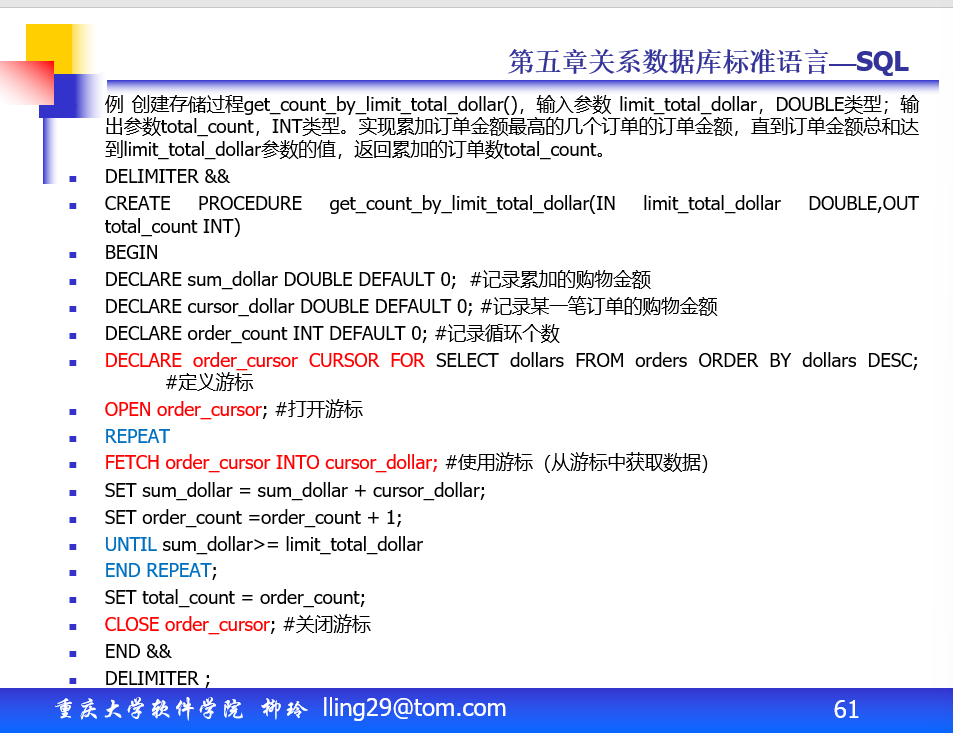 第五章关系数据库标准语言—SQL
例 创建存储过程get_count_by_limit_total_dollar()，输入参数 limit_total_dollar，DOUBLE类型；输
出参数total_count，INT类型。实现累加订单金额最高的几个订单的订单金额，直到订单金额总和达
到limit_total_dollar参数的值，返回累加的订单数total_count。
DELIMITER &&
CREATE PROCEDURE get_count_by_limit_total_dollar(IN limit_total_dollar DOUBLE,OUT
total_count INT)
BEGIN
DECLARE sum_dollar DOUBLE DEFAULT 0; #记录累加的购物金额
DECLARE cursor_dollar DOUBLE DEFAULT 0; #记录某一笔订单的购物金额
DECLARE order_count INT DEFAULT 0; #记录循环个数
DECLARE order_cursor CURSOR FOR SELECT dollars FROM orders ORDER BY dollars DESC;
#定义游标
OPEN order_cursor; #打开游标
REPEAT
FETCH order_cursor INTO cursor_dollar; #使用游标（从游标中获取数据）
SET sum_dollar = sum_dollar + cursor_dollar;
SET order_count =order_count + 1;
UNTIL sum_dollar>= limit_total_dollar
END REPEAT;
SET total_count = order_count;
CLOSE order_cursor; #关闭游标
END &&
DELIMITER ;
重庆大学软件学院 柳玲 lling29@tom.com 61